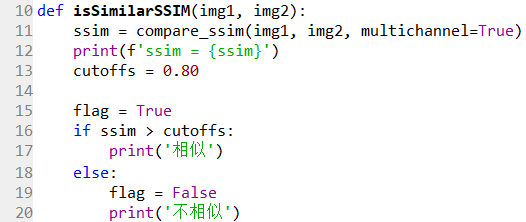 10 def isSimilarSSIM(img1, img2):
11     ssim = compare_ssim(img1, img2, multichannel=True)
12     print(f'ssim = {ssim}')
13     cutoffs = 0.80
14
15     flag = True
16     if ssim > cutoffs:
17         print('相似')
18     else:
19         flag = False
20         print('不相似')